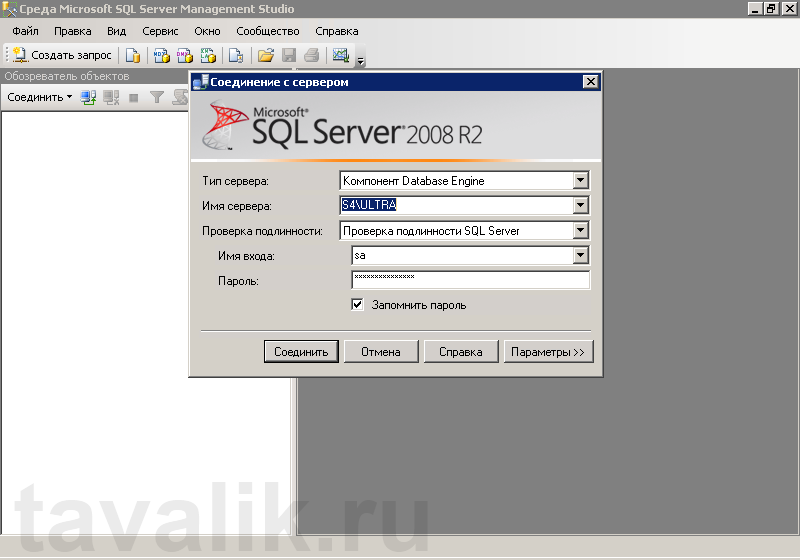 Среда Microsoft SQL Server Management Studio
Файл Правка Вид Сервис Окно Сообщество Справка
Создать запрос
Обозреватель объектов
Соединить
Соединение с сервером
Microsoft®
SQL Server® 2008 R2
Тип сервера: Компонент Database Engine
Имя сервера: S4\ULTRA
Проверка подлинности: Проверка подлинности SQL Server
Имя входа: sa
Пароль: ***************
Запомнить пароль
Соединить Отмена Справка Параметры >>
tavalik.ru